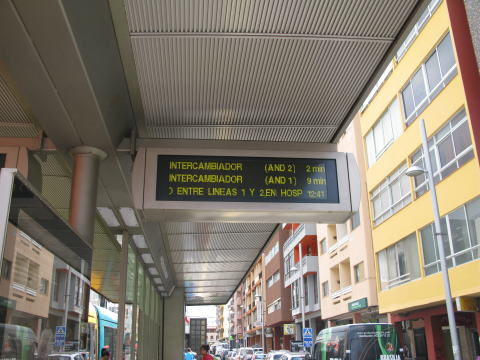 INTERCAMBIADOR (AND 2) 2 min
INTERCAMBIADOR (AND 1) 9 min
O ENTRE LINEAS 1 Y 2,EN HOSP 12:41